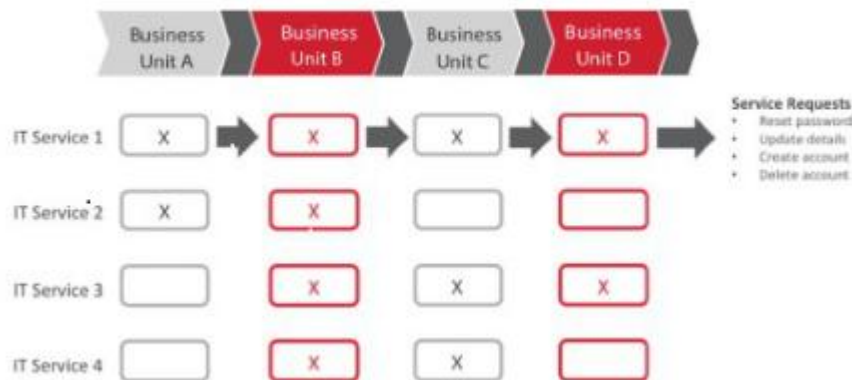 Business
Unit A
Business
Unit B
Business
Unit C
Business
Unit D
IT Service 1
X
X
X
X
Service Requests
• Reset password
• Update details
• Create account
• Delete account
IT Service 2
X
X
IT Service 3
X
X
X
IT Service 4
X
X